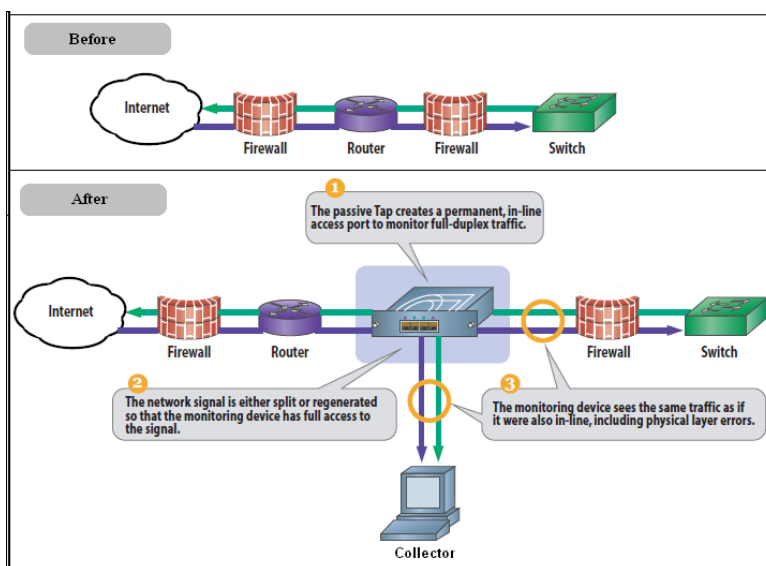 Before
Internet
Firewall
Router
Firewall
Switch
After
1
The passive Tap creates a permanent, in-line
access port to monitor full-duplex traffic.
Internet
Firewall
Router
Firewall
Switch
2
The network signal is either split or regenerated
so that the monitoring device has full access to
the signal.
3
The monitoring device sees the same traffic as if
it were also in-line, including physical layer errors.
Collector